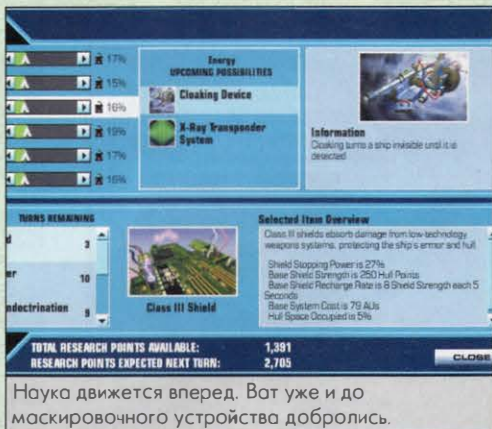 17%
15%
16%
19%
17%
16%
Energy
UPCOMING POSSIBILITIES
Cloaking Device
X-Ray Transponder
System
Information
Cloaking turns a ship invisible until it is
detected
TURNS REMAINING
d 3
er 10
ndoctrination 9
Class III Shield
Selected Item Overview
Class III shields absorb damage from low-technology
weapons systems, protecting the ship's armor and hull
Shield Stopping Power is 27%
Base Shield Strength is 250 Hull Points
Base Shield Recharge Rate is 8 Shield Strength each 5
Seconds
Base System Cost is 79 AUs
Hull Space Occupied is 5%
TOTAL RESEARCH POINTS AVAILABLE: 1,391
RESEARCH POINTS EXPECTED NEXT TURN: 2,705
CLOSE
Наука движется вперед. Вот уже и до
маскировочного устройства добрались.